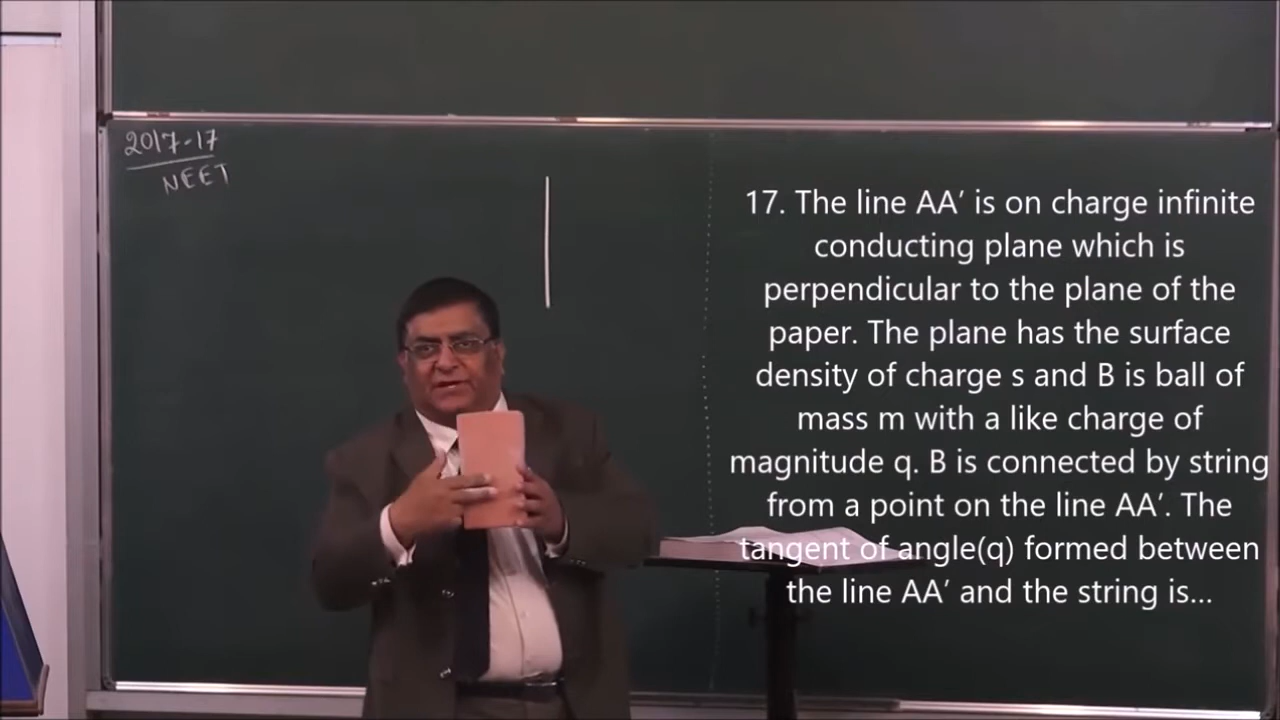 2017-17
NEET
17. The line AA′ is on charge infinite
conducting plane which is
perpendicular to the plane of the
paper. The plane has the surface
density of charge s and B is ball of
mass m with a like charge of
magnitude q. B is connected by string
from a point on the line AA′. The
tangent of angle(q) formed between
the line AA′ and the string is...